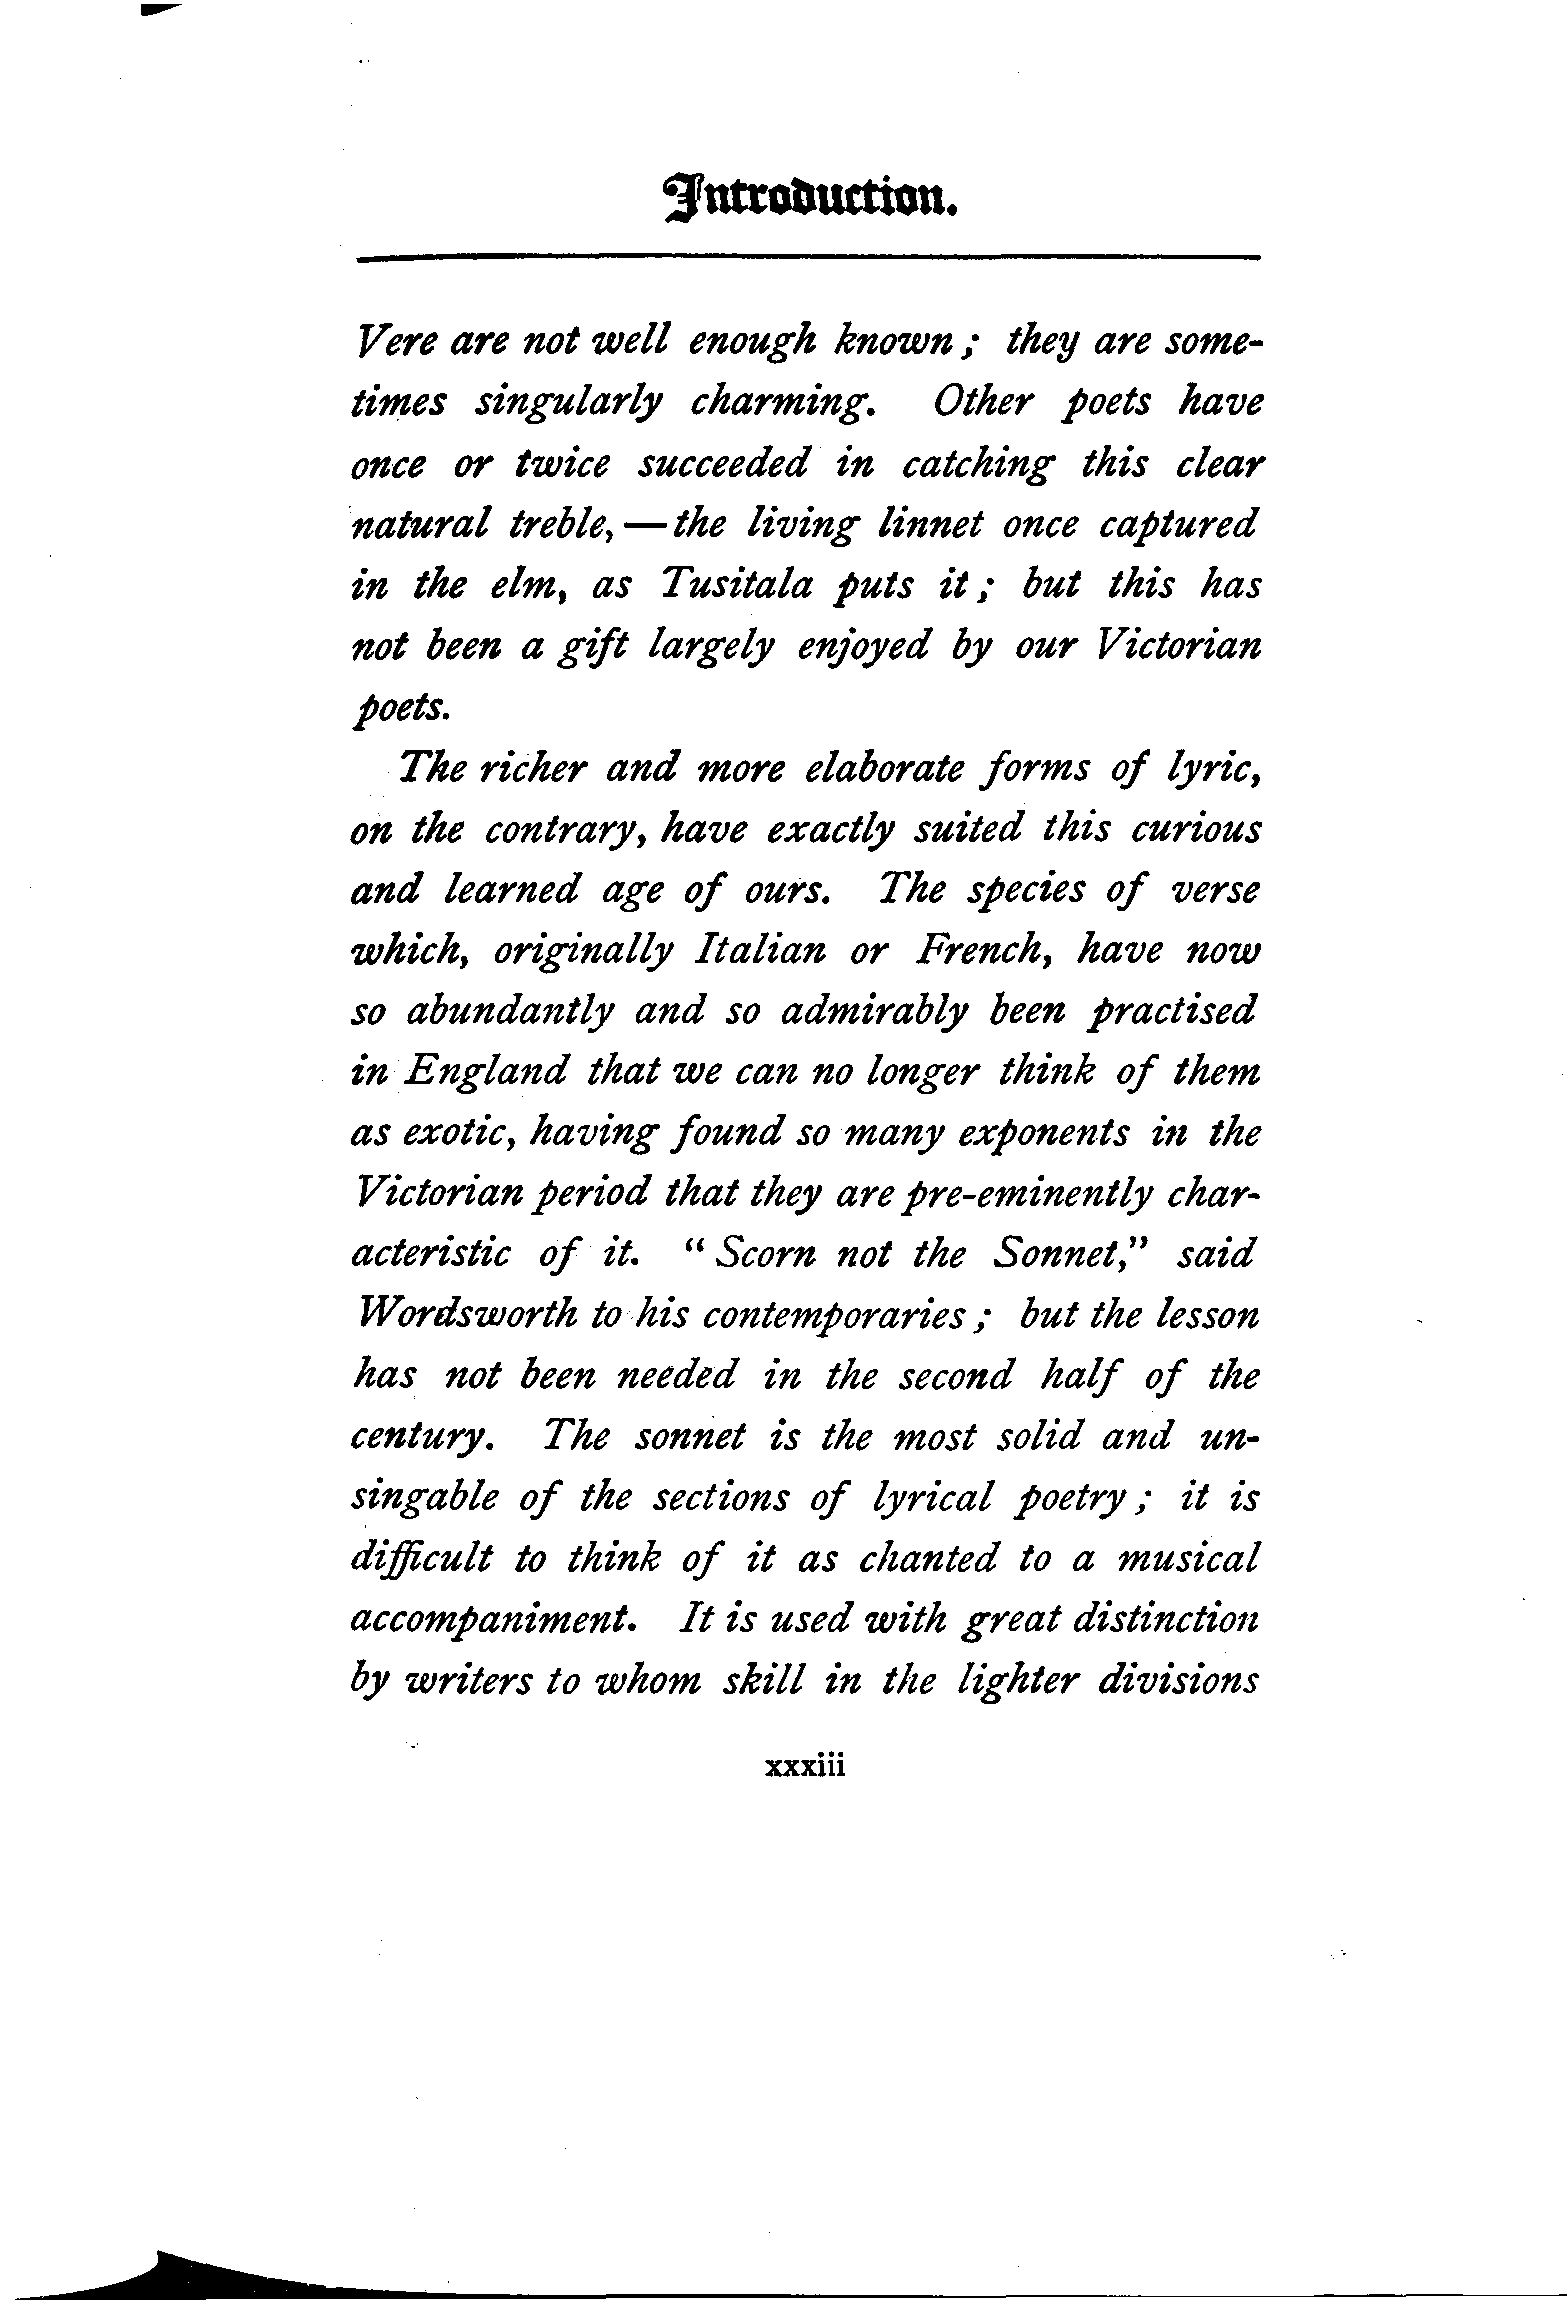 Introduction.
Vere are not well enough known; they are some-
times singularly charming. Other poets have
once or twice succeeded in catching this clear
natural treble,—the living linnet once captured
in the elm, as Tusitala puts it; but this has
not been a gift largely enjoyed by our Victorian
poets.
The richer and more elaborate forms of lyric,
on the contrary, have exactly suited this curious
and learned age of ours. The species of verse
which, originally Italian or French, have now
so abundantly and so admirably been practised
in England that we can no longer think of them
as exotic, having found so many exponents in the
Victorian period that they are pre-eminently char-
acteristic of it. "Scorn not the Sonnet," said
Wordsworth to his contemporaries; but the lesson
has not been needed in the second half of the
century. The sonnet is the most solid and un-
singable of the sections of lyrical poetry; it is
difficult to think of it as chanted to a musical
accompaniment. It is used with great distinction
by writers to whom skill in the lighter divisions
xxxiii